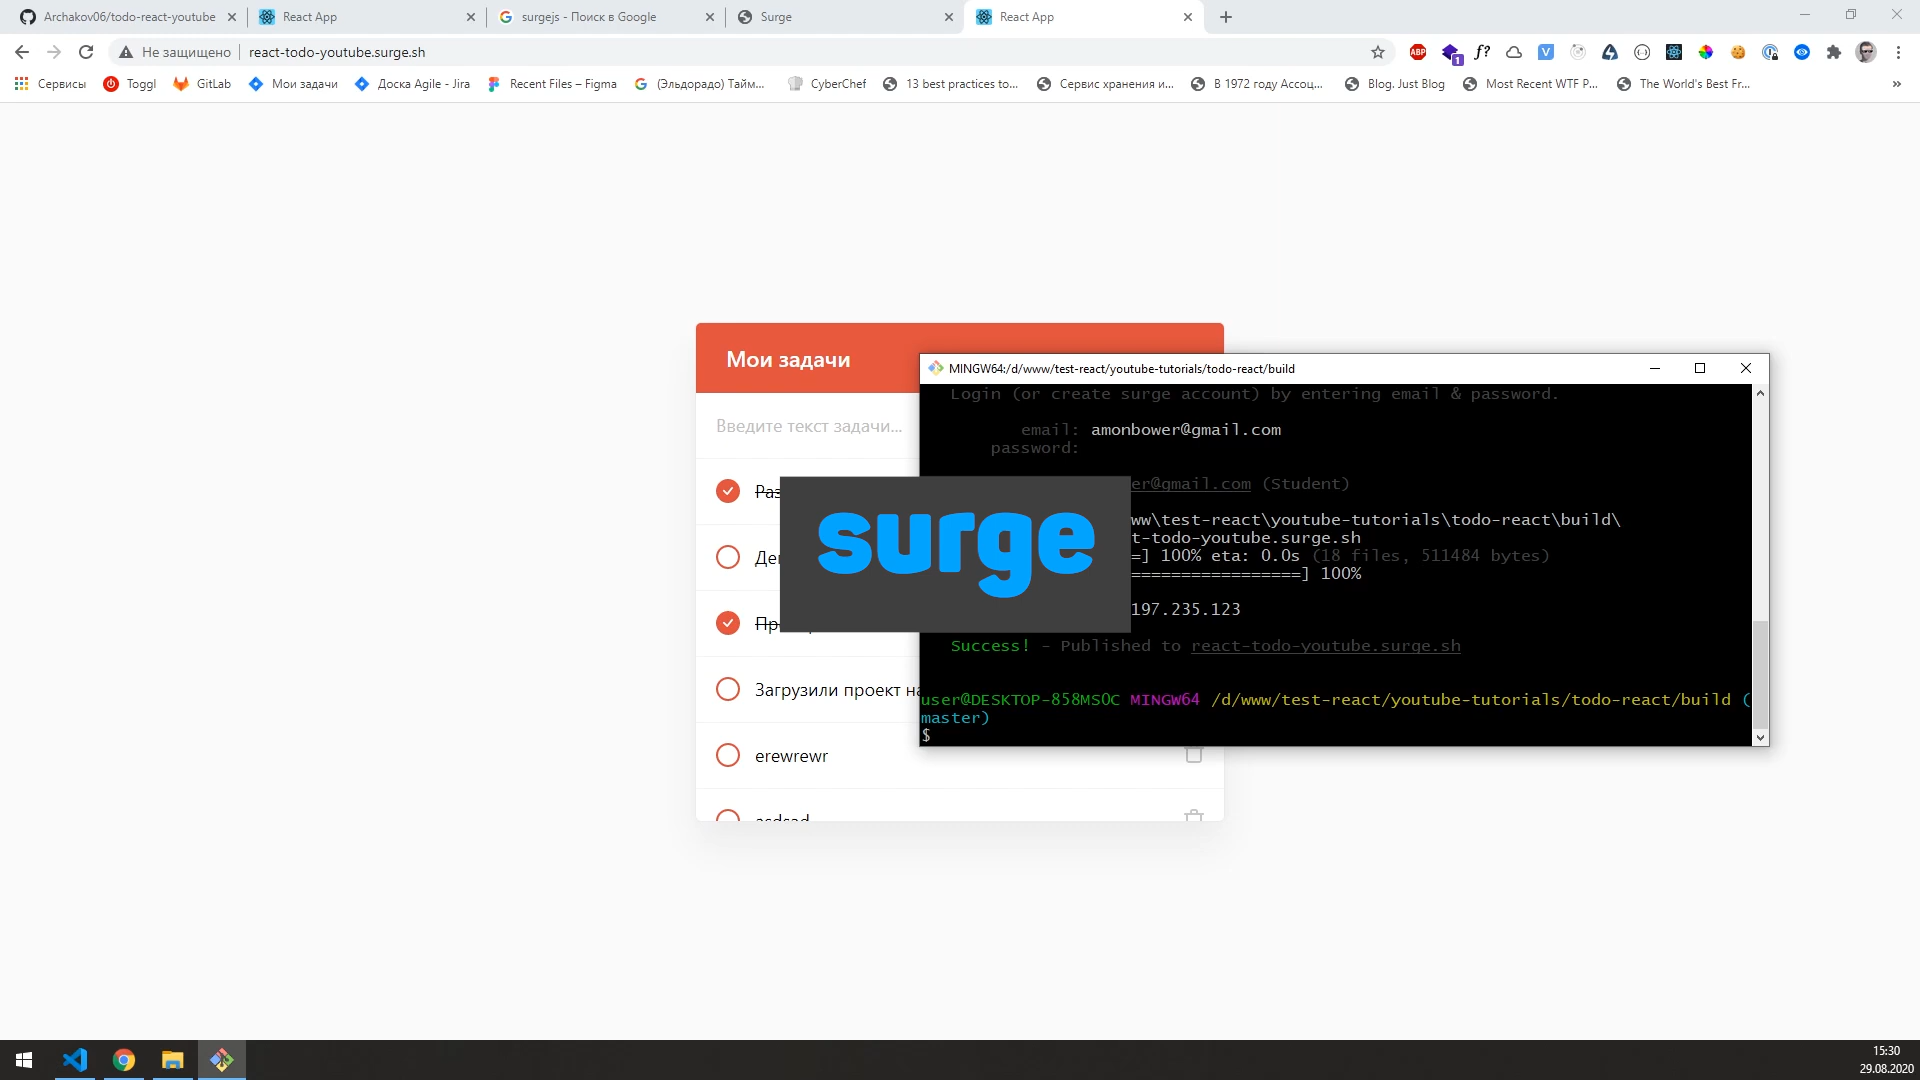 Archakov06/todo-react-youtube
React App
surgejs - Поиск в Google
Surge
React App
Не защищено
react-todo-youtube.surge.sh
ABP
1
f?
V
Сервисы
Toggl
GitLab
Мои задачи
Доска Agile - Jira
Recent Files – Figma
(Эльдорадо) Тайм...
CyberChef
13 best practices to...
Сервис хранения и...
В 1972 году Ассоц...
Blog. Just Blog
Most Recent WTF P...
The World's Best Fr...
»
Мои задачи
Введите текст задачи...
Загрузили проект
erewrewr
MINGW64:/d/www/test-react/youtube-tutorials/todo-react/build
Login (or create surge account) by entering email & password.
email: amonbower@gmail.com
password:
er@gmail.com (Student)
ww\test-react\youtube-tutorials\todo-react\build\
t-todo-youtube.surge.sh
=] 100% eta: 0.0s (18 files, 511484 bytes)
=================] 100%
197.235.123
Success! - Published to react-todo-youtube.surge.sh
user@DESKTOP-858MSOC MINGW64 /d/www/test-react/youtube-tutorials/todo-react/build (
master)
$
surge
15:30
29.08.2020